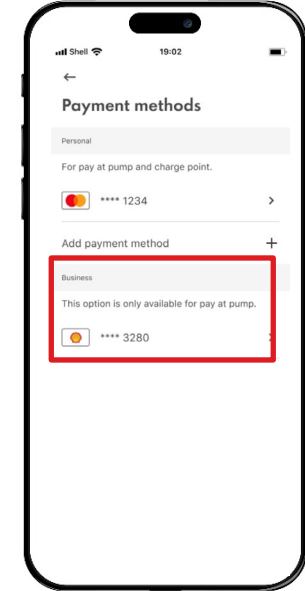 Shell 19:02
Payment methods
Personal
For pay at pump and charge point.
**** 1234
Add payment method
Business
This option is only available for pay at pump.
**** 3280